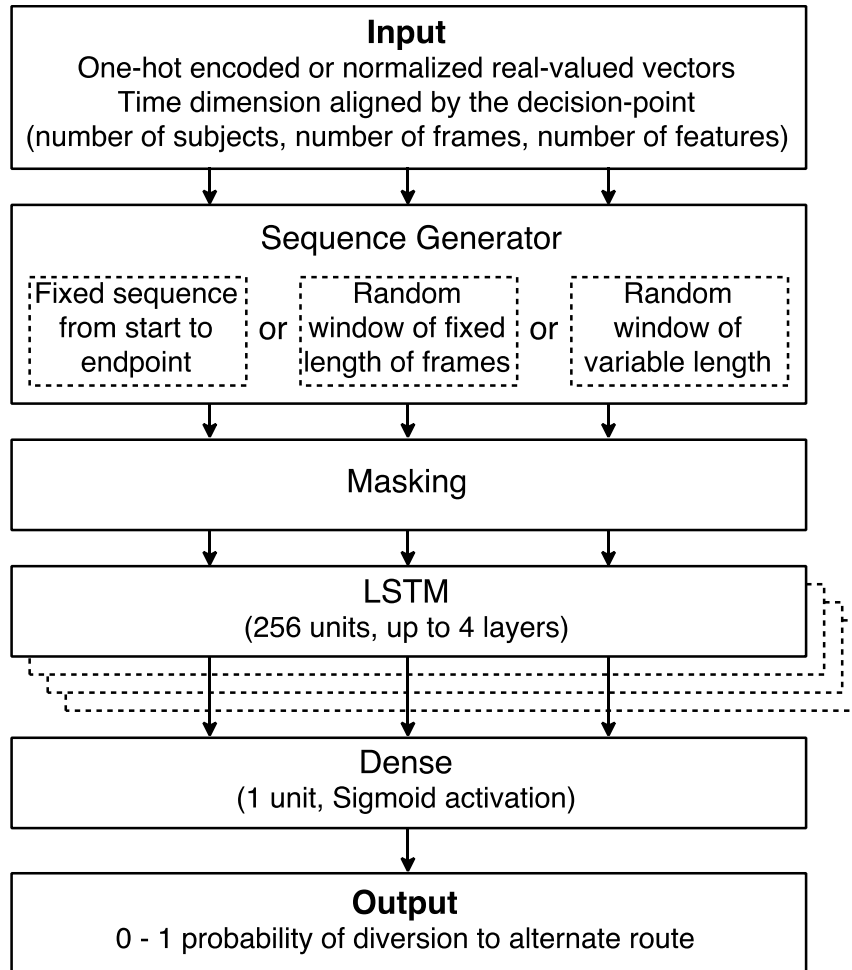 Input
One-hot encoded or normalized real-valued vectors
Time dimension aligned by the decision-point
(number of subjects, number of frames, number of features)
Sequence Generator
Fixed sequence
from start to
endpoint
or
Random
window of fixed
length of frames
or
Random
window of
variable length
Masking
LSTM
(256 units, up to 4 layers)
Dense
(1 unit, Sigmoid activation)
Output
0 - 1 probability of diversion to alternate route